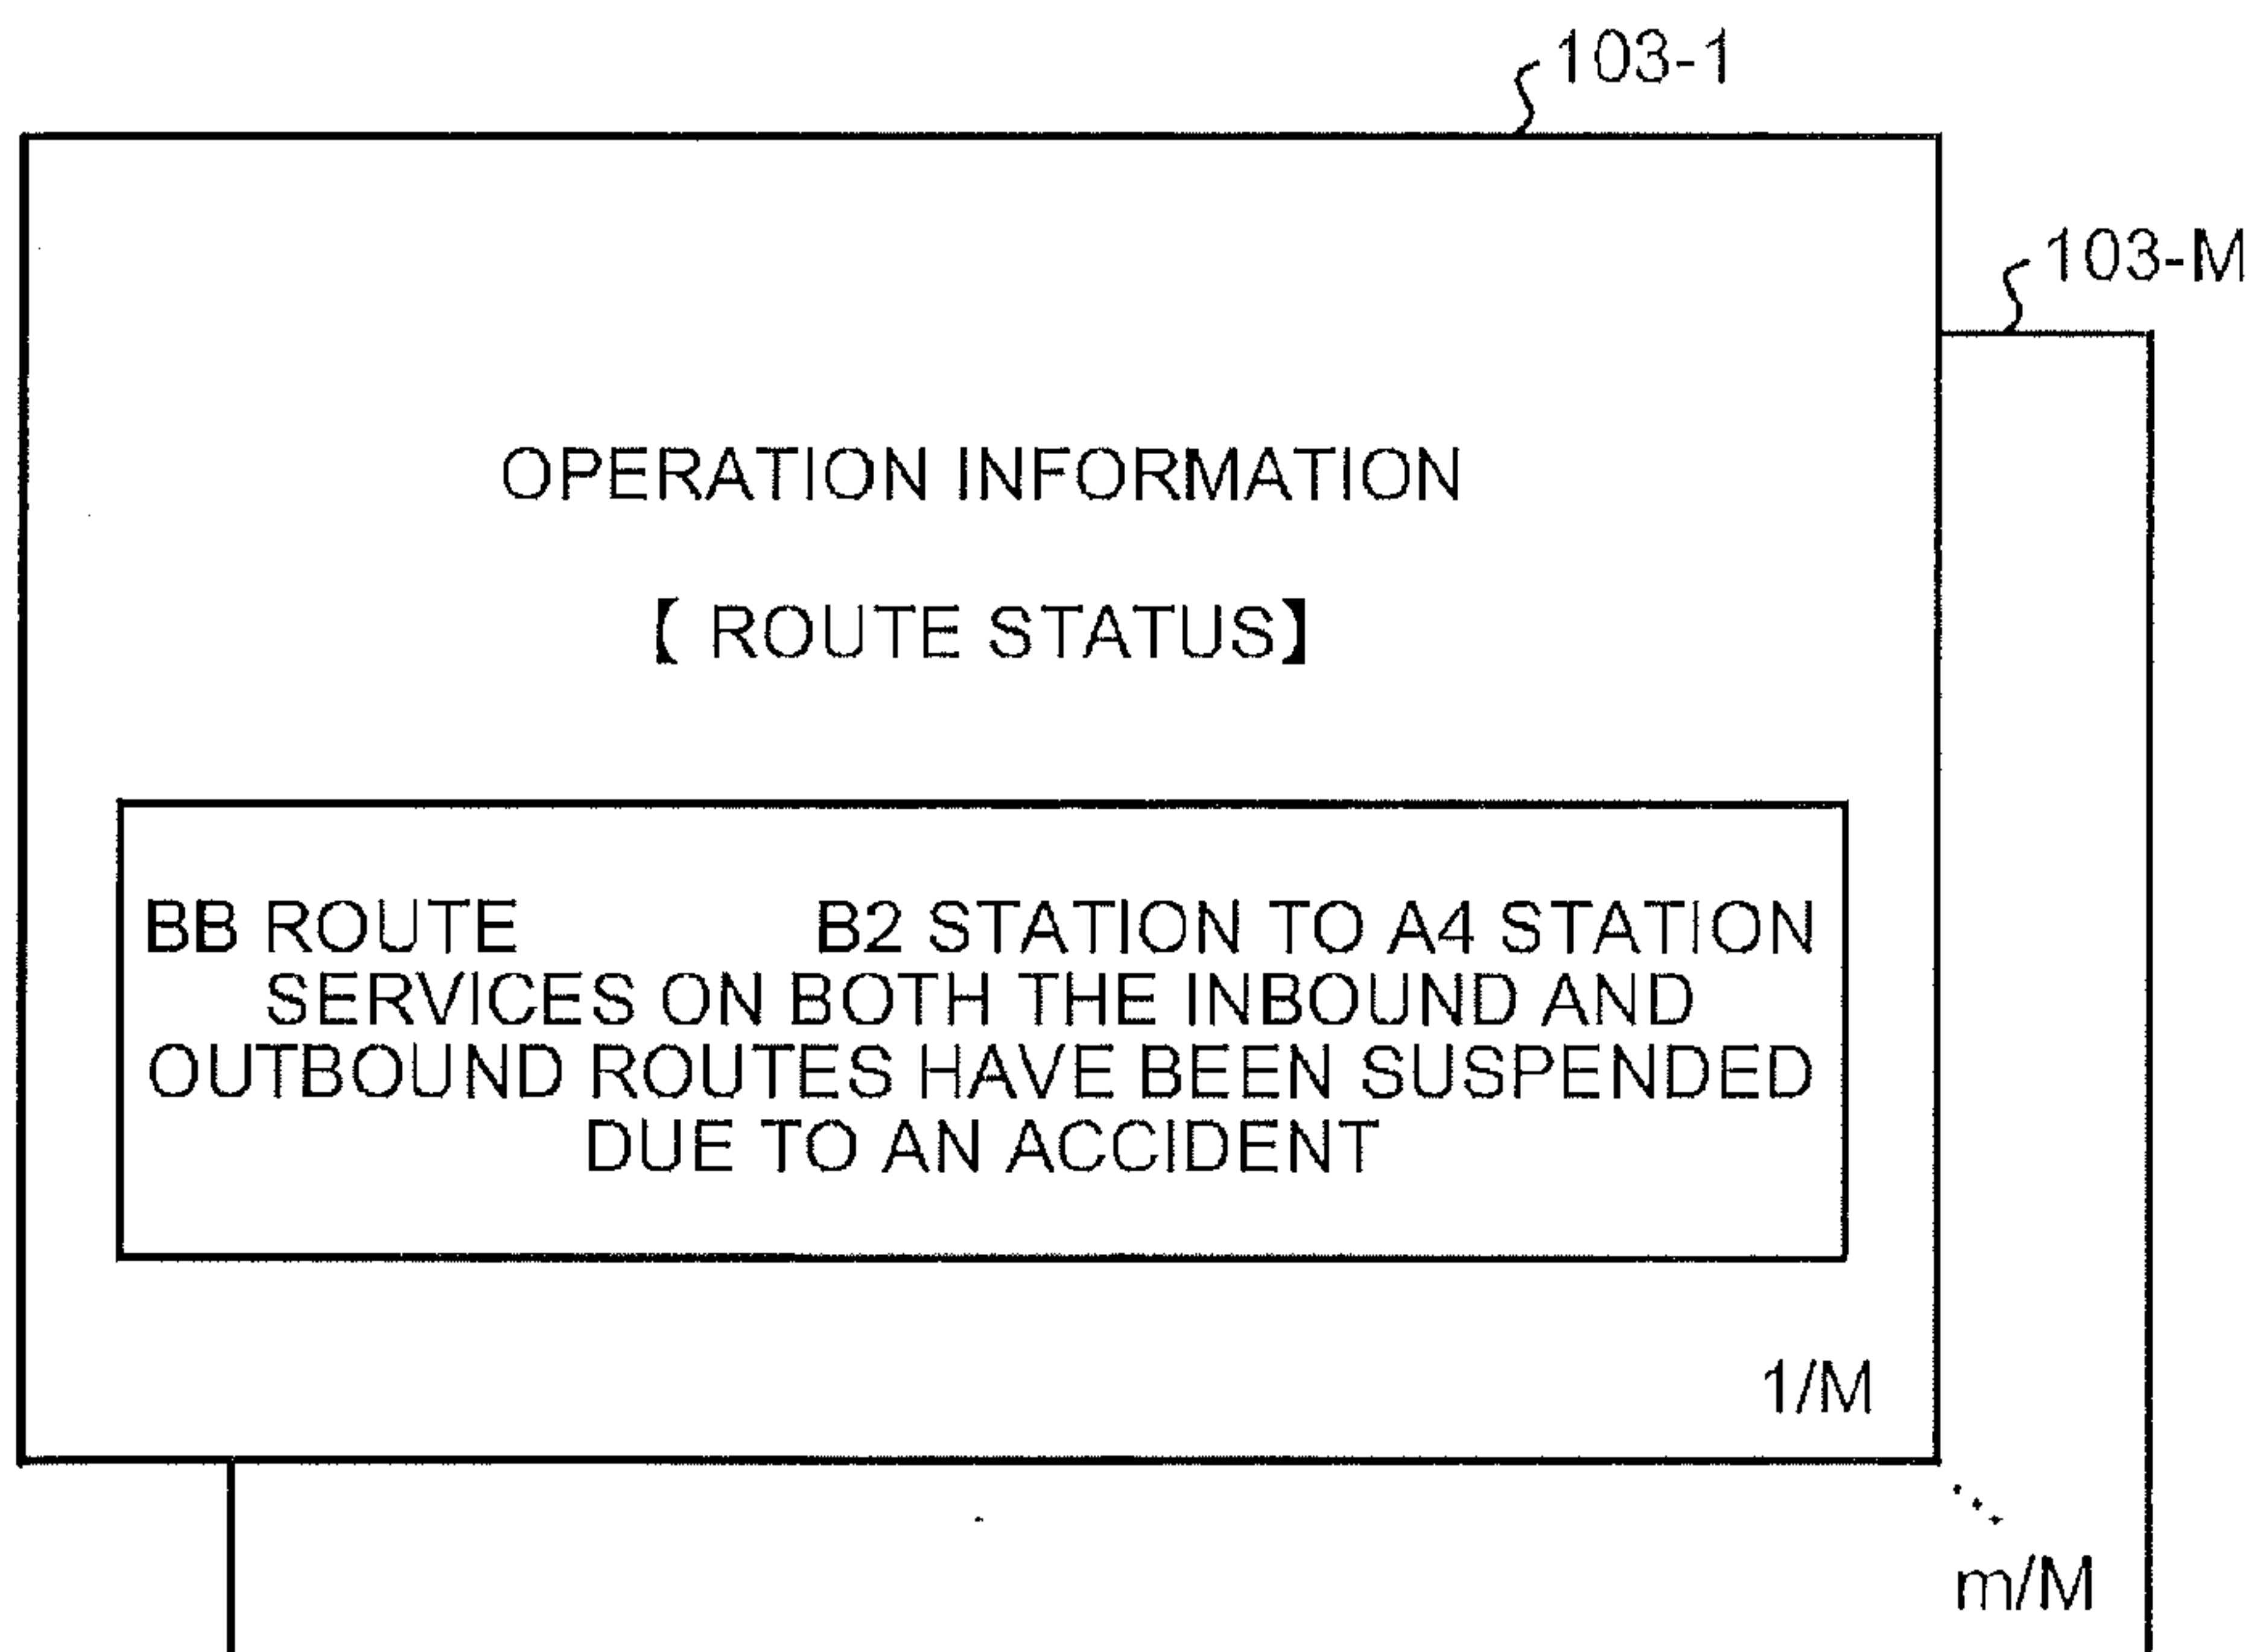 103-1
103-M
OPERATION INFORMATION
【 ROUTE STATUS】
BB ROUTE B2 STATION TO A4 STATION
SERVICES ON BOTH THE INBOUND AND
OUTBOUND ROUTES HAVE BEEN SUSPENDED
DUE TO AN ACCIDENT
1/M
m/M